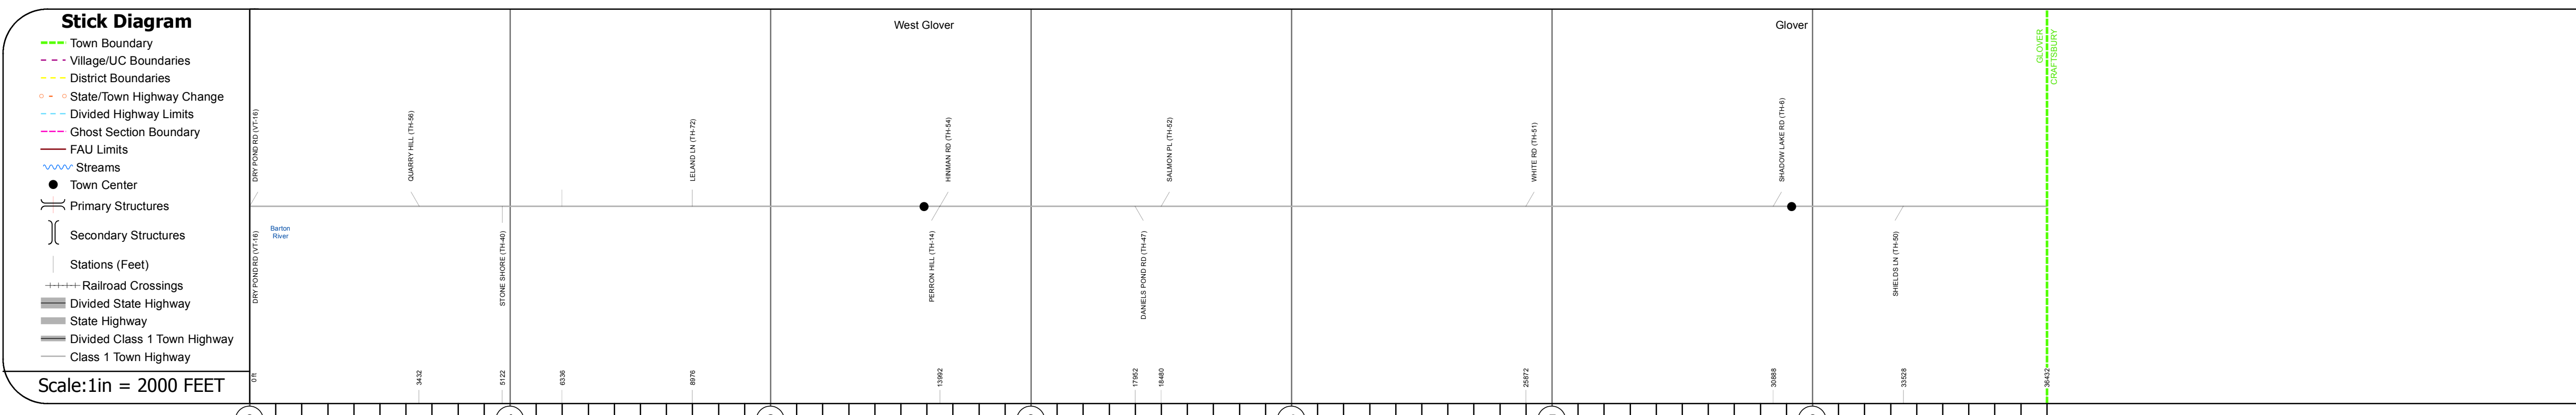 Stick Diagram
Town Boundary
Village/UC Boundaries
District Boundaries
State/Town Highway Change
Divided Highway Limits
Ghost Section Boundary
FAU Limits
Streams
Town Center
Primary Structures
Secondary Structures
Stations (Feet)
Railroad Crossings
Divided State Highway
State Highway
Divided Class 1 Town Highway
Class 1 Town Highway
Scale:1in = 2000 FEET
West Glover
Glover
GLOVER
CRAFTSBURY
DRY POND RD (VT-16)
QUARRY HILL (TH-56)
LELAND LN (TH-72)
HINMAN RD (TH-54)
SALMON PL (TH-52)
WHITE RD (TH-51)
SHADOW LAKE RD (TH-6)
Barton
River
DRY POND RD (VT-16)
STONE SHORE (TH-40)
PERRON HILL (TH-14)
DANIELS POND RD (TH-47)
SHIELDS LN (TH-50)
0 ft
3432
5122
6336
8976
13992
17952
18480
25872
30888
33528
36432